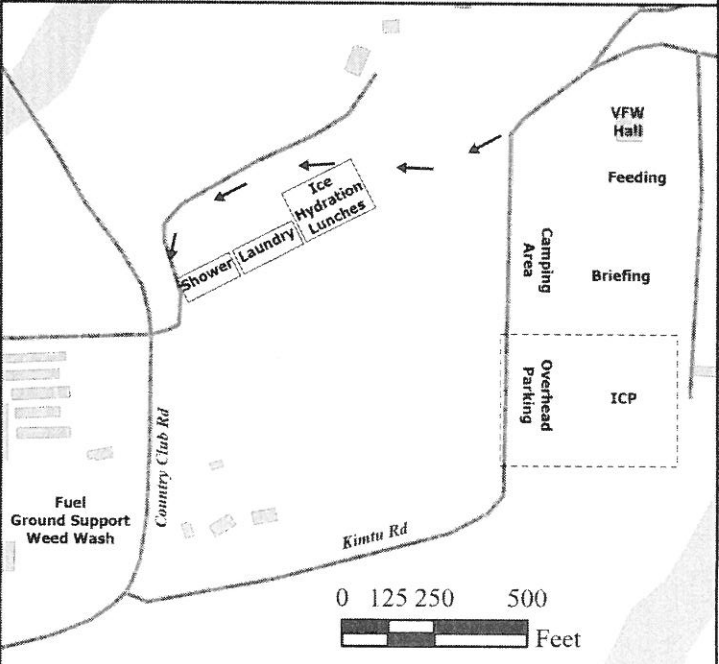 VFW
Hall
Feeding
Ice
Hydration
Lunches
Laundry
Shower
Camping
Area
Briefing
Overhead
Parking
ICP
Country Club Rd
Fuel
Ground Support
Weed Wash
Kimtu Rd
0 125 250 500
Feet